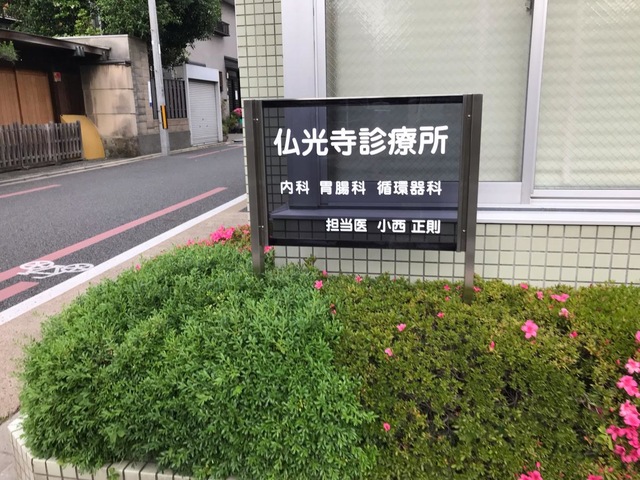 仏光寺診療所
内科 胃腸科 循環器科
担当医 小西 正則